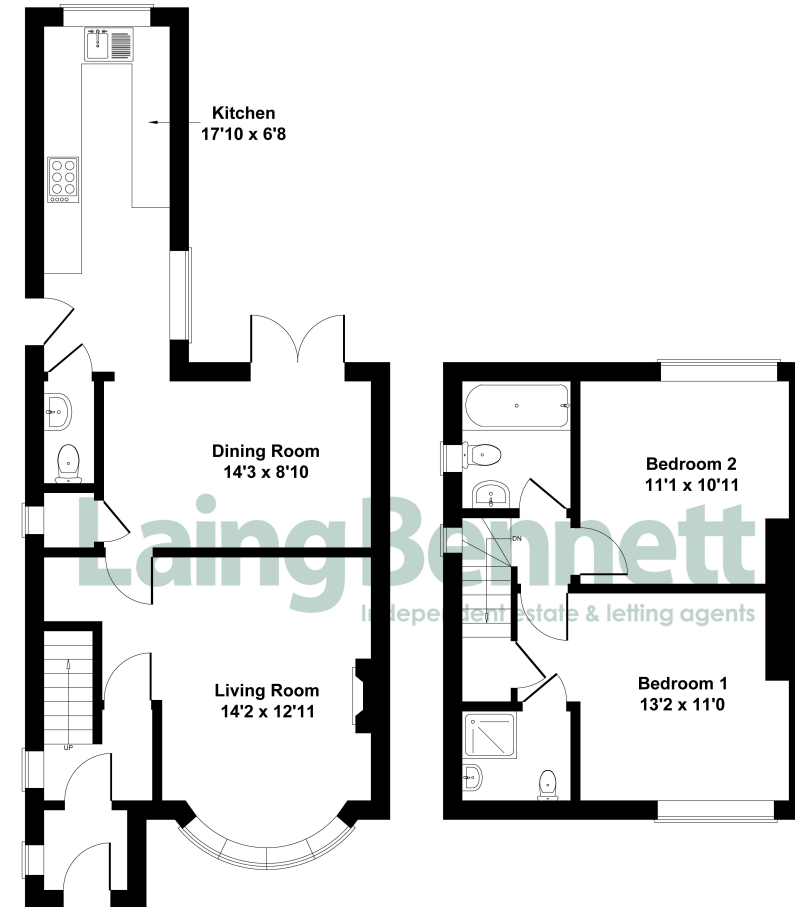 Kitchen
17'10 x 6'8
Dining Room
14'3 x 8'10
Bedroom 2
11'1 x 10'11
LaingBennett
DN
Independent estate & letting agents
Living Room
14'2 x 12'11
Bedroom 1
13'2 x 11'0
UP